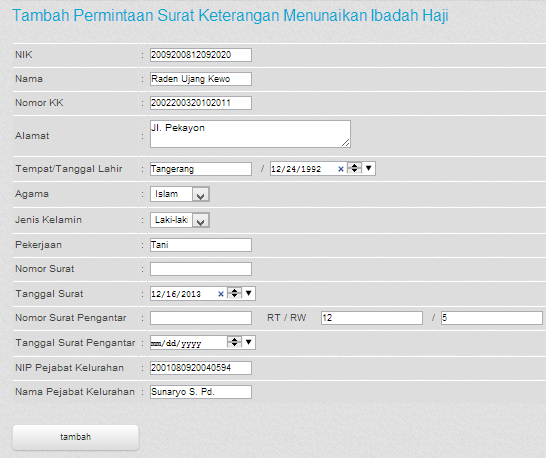 Tambah Permintaan Surat Keterangan Menunaikan Ibadah Haji
NIK : 2009200812092020
Nama : Raden Ujang Kewo
Nomor KK : 2002200320102011
Alamat : Jl. Pekayon
Tempat/Tanggal Lahir : Tangerang / 12/24/1992
Agama : Islam
Jenis Kelamin : Laki-laki
Pekerjaan : Tani
Nomor Surat :
Tanggal Surat : 12/16/2013
Nomor Surat Pengantar : RT / RW 12 / 5
Tanggal Surat Pengantar : mm/dd/yyyy
NIP Pejabat Kelurahan : 2001080920040594
Nama Pejabat Kelurahan : Sunaryo S. Pd.
tambah